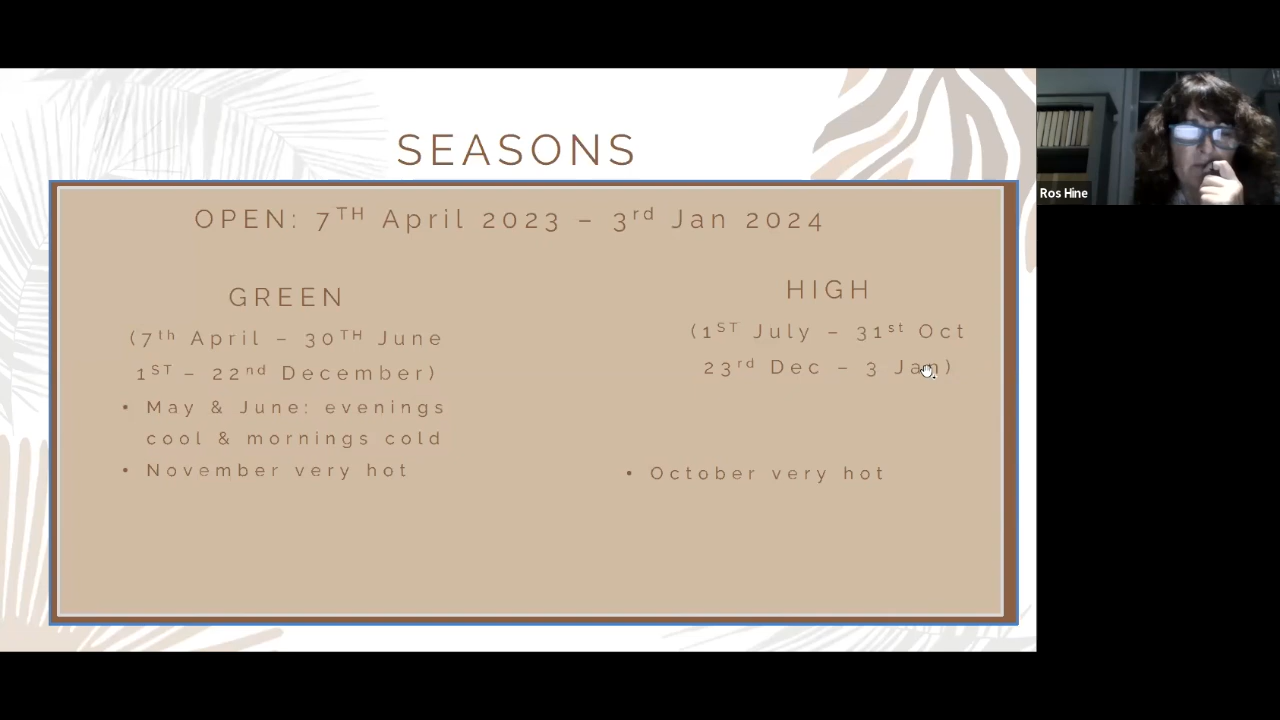 SEASONS
OPEN: 7TH April 2023 – 3rd Jan 2024
GREEN
(7th April – 30TH June
1ST – 22nd December)
• May & June: evenings
cool & mornings cold
• November very hot
HIGH
(1ST July – 31st Oct
23rd Dec – 3 Jan)
• October very hot
Ros Hine